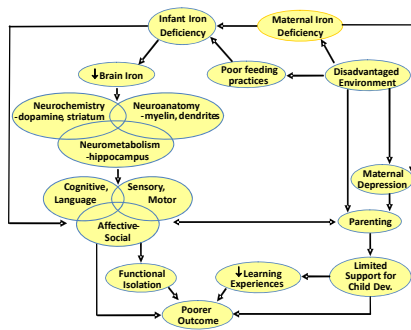 Infant Iron
Deficiency
Maternal Iron
Deficiency
↓Brain Iron
Poor feeding
practices
Disadvantaged
Environment
Neurochemistry
-dopamine, striatum
Neuroanatomy
-myelin, dendrites
Neurometabolism
-hippocampus
Maternal
Depression
Cognitive,
Language
Sensory,
Motor
Affective-
Social
Parenting
Functional
Isolation
↓Learning
Experiences
Limited
Support for
Child Dev.
Poorer
Outcome